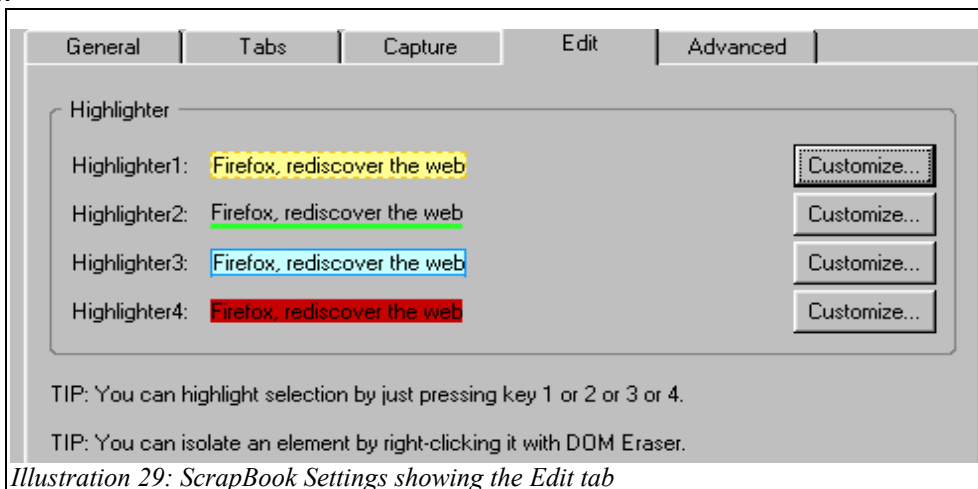 General Tabs Capture Edit Advanced
Highlighter
Highlighter1: Firefox, rediscover the web Customize...
Highlighter2: Firefox, rediscover the web Customize...
Highlighter3: Firefox, rediscover the web Customize...
Highlighter4: Firefox, rediscover the web Customize...
TIP: You can highlight selection by just pressing key 1 or 2 or 3 or 4.
TIP: You can isolate an element by right-clicking it with DOM Eraser.
Illustration 29: ScrapBook Settings showing the Edit tab